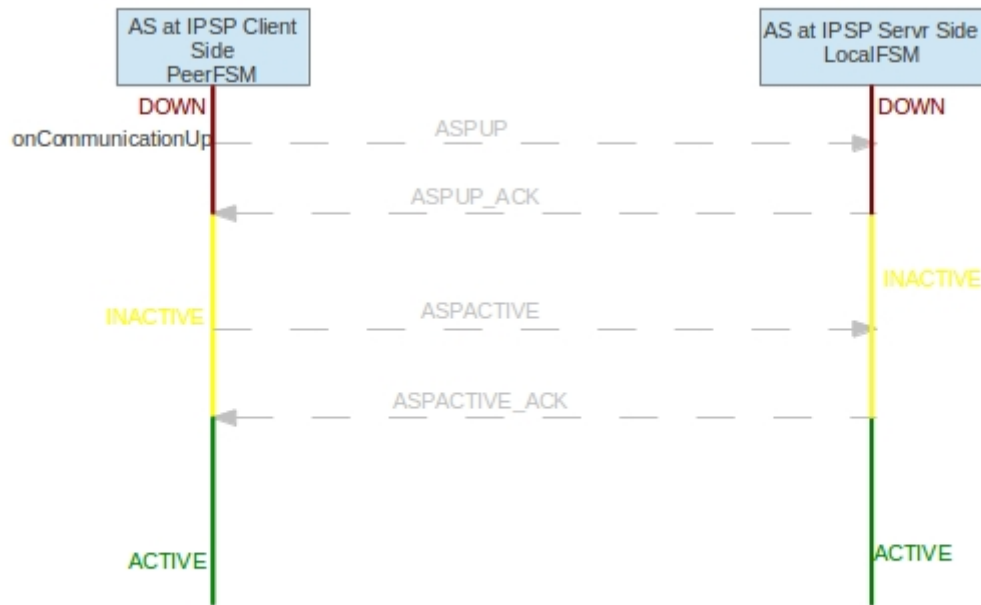 AS at IPSP Client
Side
PeerFSM
AS at IPSP Servr Side
LocalFSM
DOWN
DOWN
onCommunicationUp
ASPUP
ASPUP_ACK
INACTIVE
INACTIVE
ASPACTIVE
ASPACTIVE_ACK
ACTIVE
ACTIVE